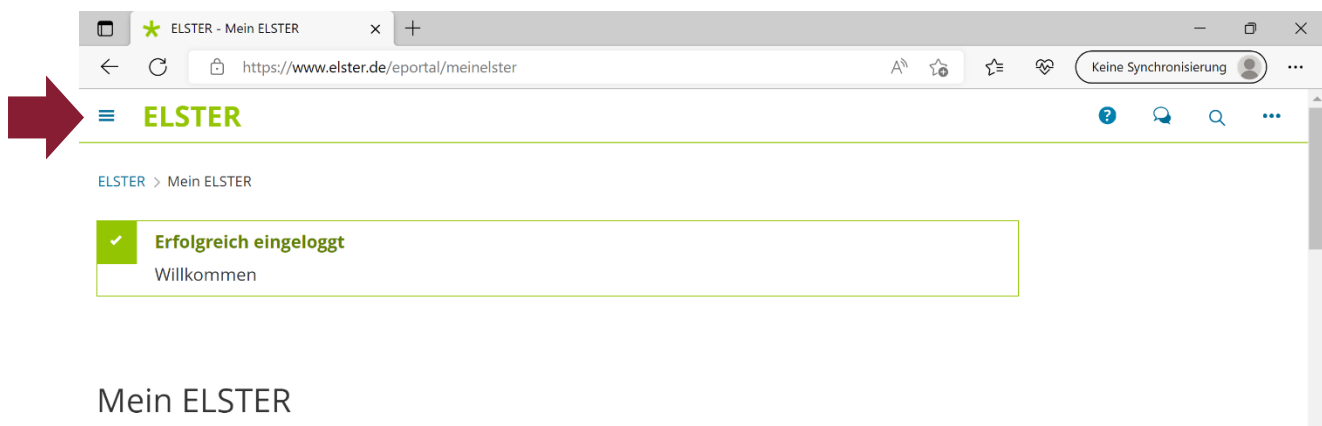 ELSTER - Mein ELSTER
https://www.elster.de/eportal/meinelster
Keine Synchronisierung
ELSTER
ELSTER > Mein ELSTER
Erfolgreich eingeloggt
Willkommen
Mein ELSTER